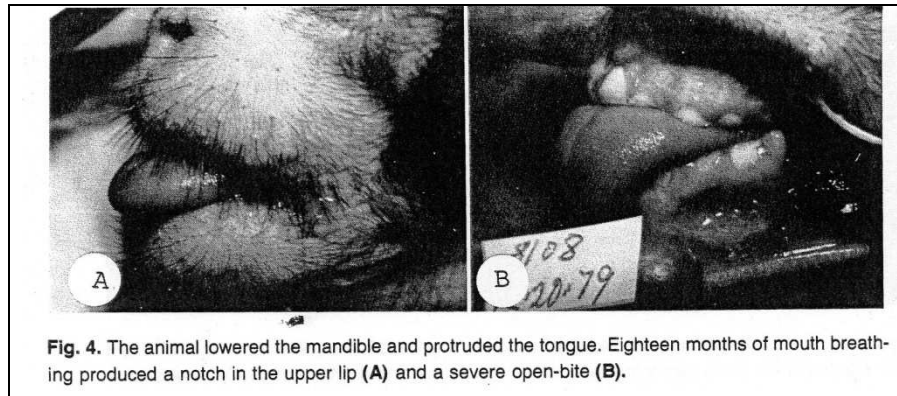 A
B
8108
20-79
Fig. 4. The animal lowered the mandible and protruded the tongue. Eighteen months of mouth breath-
ing produced a notch in the upper lip (A) and a severe open-bite (B).